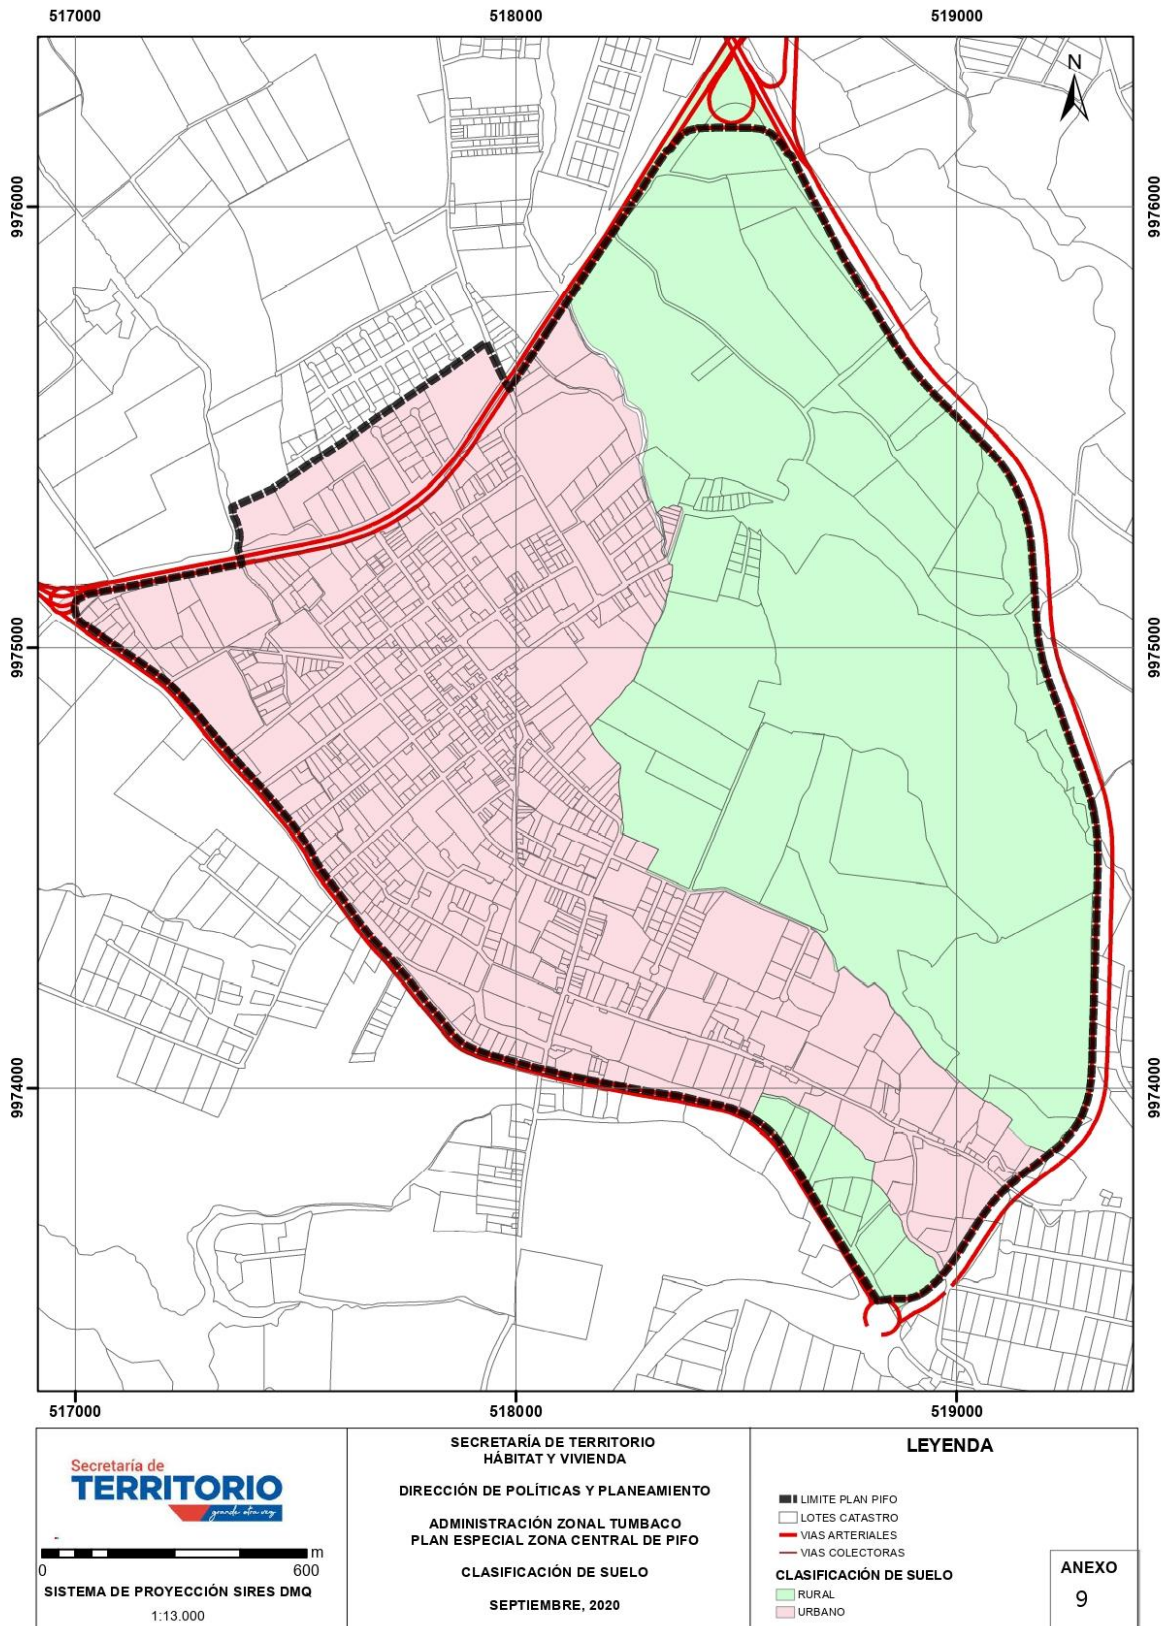 517000 518000 519000
N
9976000 9976000
9975000 9975000
9974000 9974000
517000 518000 519000
Secretaría de
TERRITORIO
grande otra vez
m
0 600
SISTEMA DE PROYECCIÓN SIRES DMQ
1:13.000
SECRETARÍA DE TERRITORIO
HÁBITAT Y VIVIENDA
DIRECCIÓN DE POLÍTICAS Y PLANEAMIENTO
ADMINISTRACIÓN ZONAL TUMBACO
PLAN ESPECIAL ZONA CENTRAL DE PIFO
CLASIFICACIÓN DE SUELO
SEPTIEMBRE, 2020
LEYENDA
LIMITE PLAN PIFO
LOTES CATASTRO
VIAS ARTERIALES
VIAS COLECTORAS
CLASIFICACIÓN DE SUELO
RURAL
URBANO
ANEXO
9